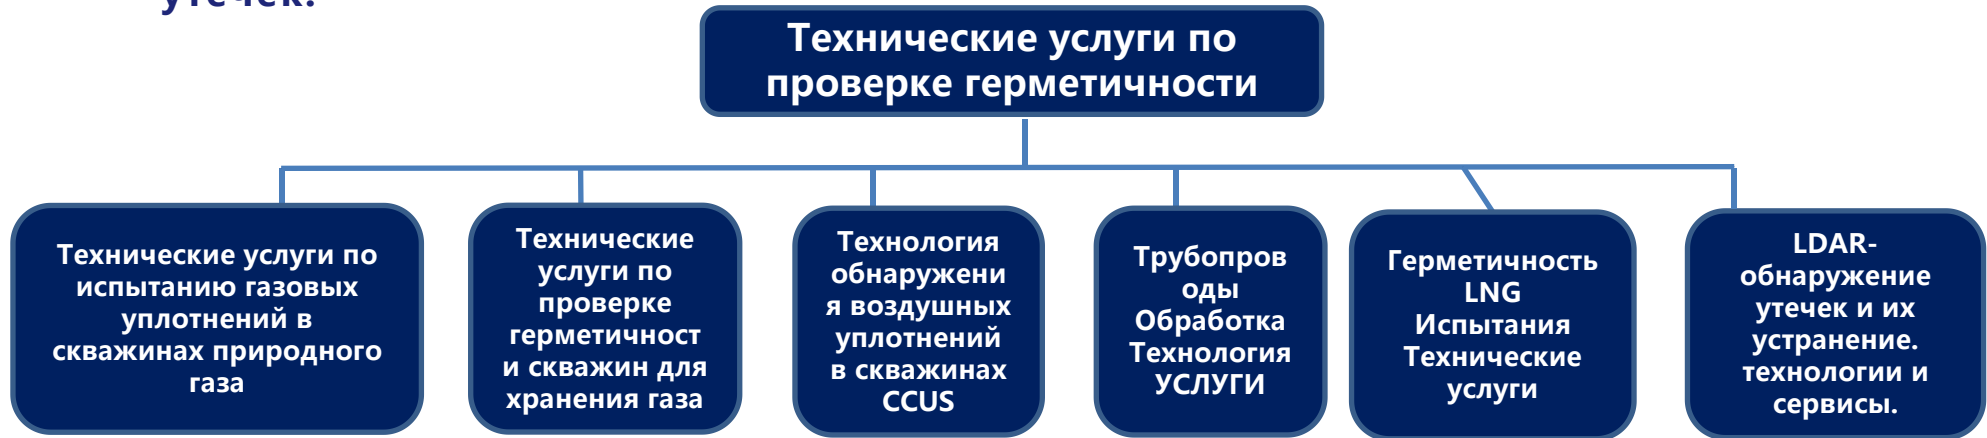 утечек.
Технические услуги по
проверке герметичности
Технические услуги по
испытанию газовых
уплотнений в
скважинах природного
газа
Технические
услуги по
проверке
герметичност
и скважин для
хранения газа
Технология
обнаружени
я воздушных
уплотнений
в скважинах
CCUS
Трубопров
оды
Обработка
Технология
УСЛУГИ
Герметичность
LNG
Испытания
Технические
услуги
LDAR-
обнаружение
утечек и их
устранение.
технологии и
сервисы.